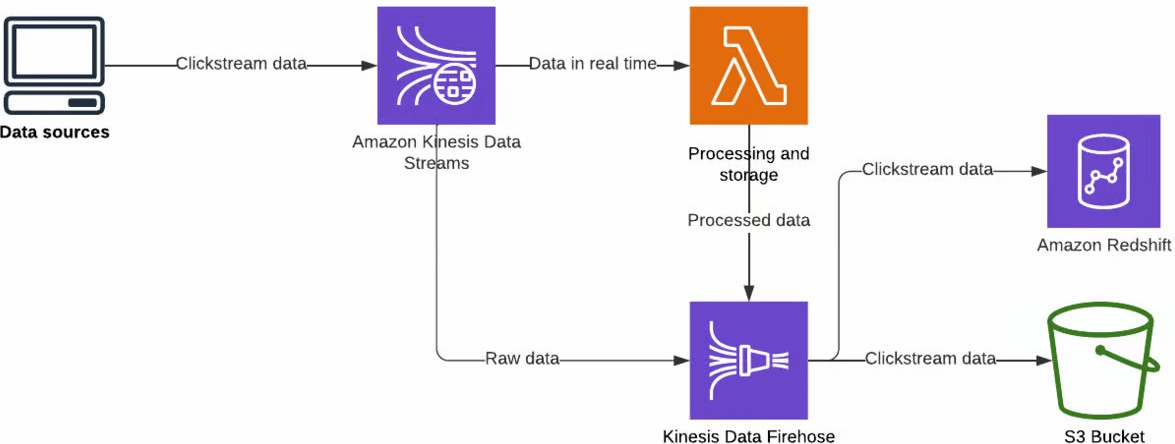 Clickstream data
Data in real time
Data sources
Amazon Kinesis Data
Streams
Processing and
storage
Clickstream data
Processed data
Amazon Redshift
Raw data
Clickstream data
Kinesis Data Firehose
S3 Bucket